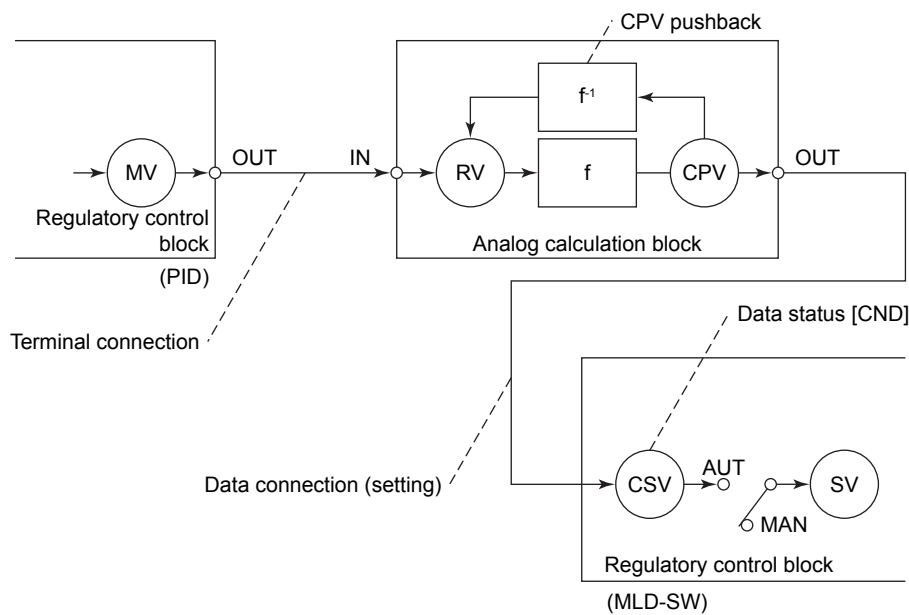 CPV pushback
f-1
MV
OUT
IN
RV
f
CPV
OUT
Regulatory control
block
(PID)
Analog calculation block
Terminal connection
Data status [CND]
Data connection (setting)
CSV
AUT
MAN
SV
Regulatory control block
(MLD-SW)